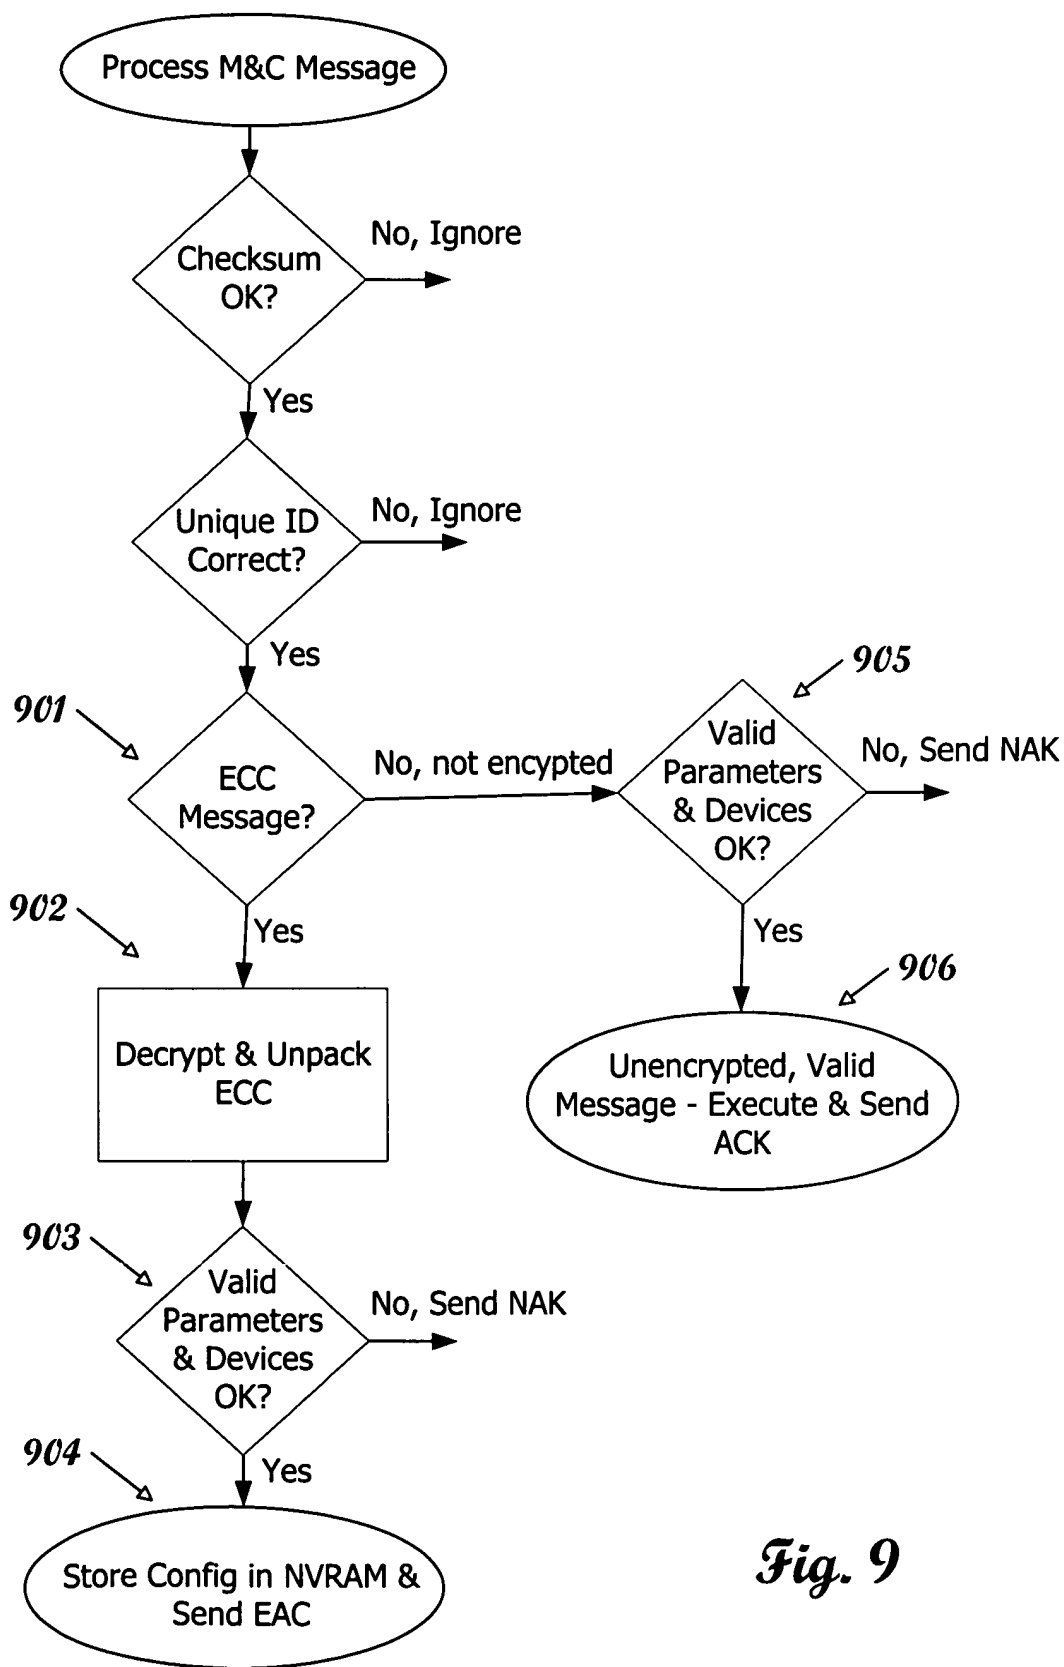 Process M&C Message
No, Ignore
Checksum
OK?
Yes
No, Ignore
Unique ID
Correct?
Yes
905
901
Valid
No, Send NAK
No, not encypted
Parameters
ECC
& Devices
Message?
OK?
902
Yes
Yes
906
Decrypt & Unpack
ECC
Unencrypted, Valid
Message - Execute & Send
ACK
903
Valid
No, Send NAK
Parameters
& Devices
OK?
904
Yes
Store Config in NVRAM &
Send EAC
Fig. 9